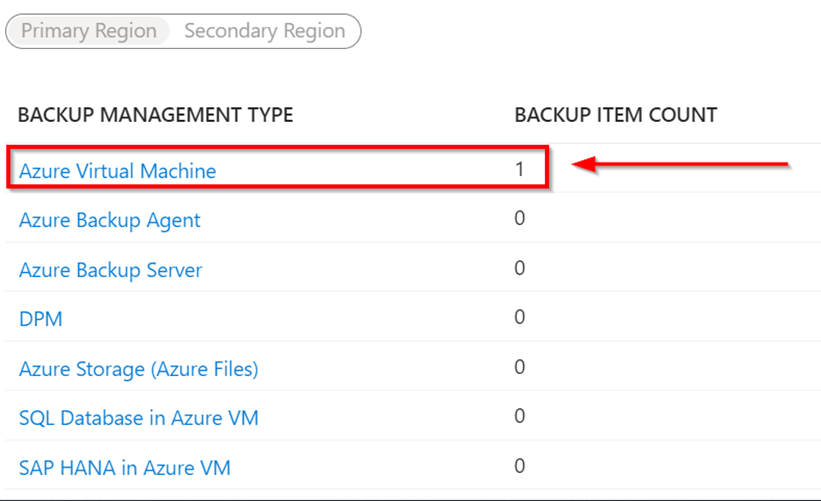 Primary Region Secondary Region
BACKUP MANAGEMENT TYPE BACKUP ITEM COUNT
Azure Virtual Machine 1
Azure Backup Agent 0
Azure Backup Server 0
DPM 0
Azure Storage (Azure Files) 0
SQL Database in Azure VM 0
SAP HANA in Azure VM 0